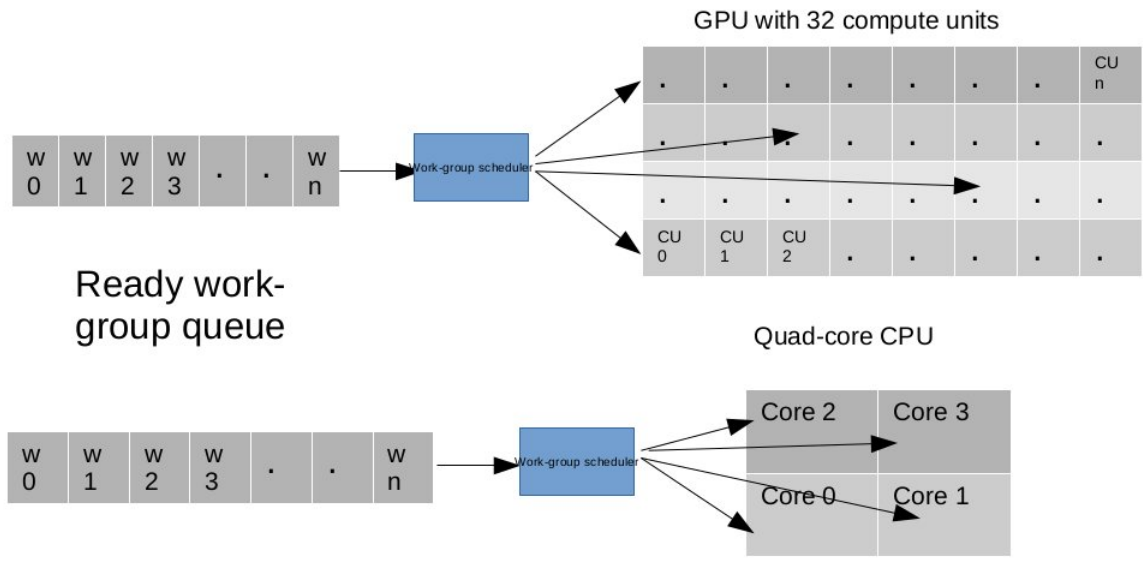 GPU with 32 compute units
. . . . . . . CU
n
. . . . . . . .
w w w w . . w
0 1 2 3 n
Work-group scheduler
. . . . . . . .
CU CU CU . . . . .
0 1 2
Ready work-
group queue
Quad-core CPU
Core 2 Core 3
w w w w . . w
0 1 2 3 n
Work-group scheduler
Core 0 Core 1